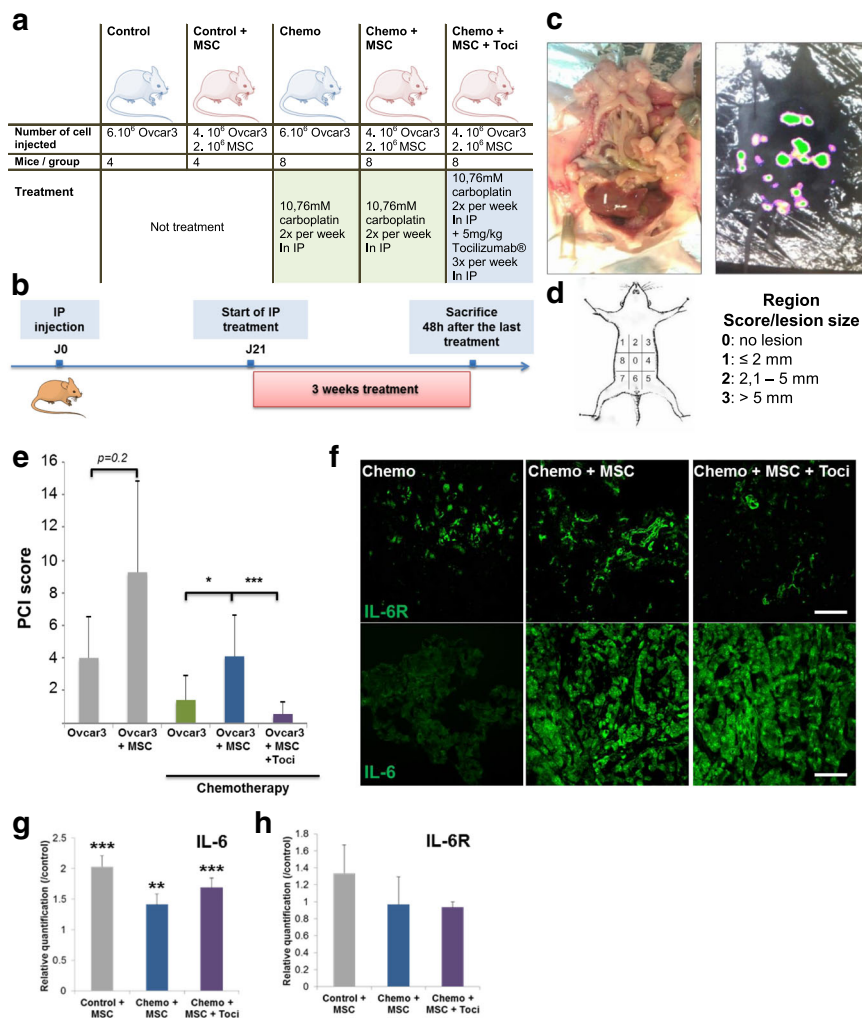 a
Control
Control + MSC
Chemo
Chemo + MSC
Chemo + MSC + Toci
Number of cell injected
6.10⁶ Ovcar3
4. 10⁶ Ovcar3
2. 10⁶ MSC
6.10⁶ Ovcar3
4. 10⁶ Ovcar3
2. 10⁶ MSC
4. 10⁶ Ovcar3
2. 10⁶ MSC
Mice / group
4
4
8
8
8
Treatment
Not treatment
10,76mM
carboplatin
2x per week
In IP
10,76mM
carboplatin
2x per week
In IP
10,76mM
carboplatin
2x per week
In IP
+ 5mg/kg
Tocilizumab®
3x per week
In IP
b
IP
injection
J0
Start of IP
treatment
J21
Sacrifice
48h after the last
treatment
3 weeks treatment
c
d
1 2 3
8 0 4
7 6 5
Region
Score/lesion size
0: no lesion
1: ≤ 2 mm
2: 2,1 – 5 mm
3: > 5 mm
e
PCI score
16
14
12
10
8
6
4
2
p=0.2
*
***
Ovcar3
Ovcar3
+ MSC
Ovcar3
Ovcar3
+ MSC
Ovcar3
+ MSC
+Toci
Chemotherapy
f
Chemo
Chemo + MSC
Chemo + MSC + Toci
IL-6R
IL-6
g
IL-6
Relative quantification (/control)
2.5
2
1.5
1
0.5
0
***
**
***
Control +
MSC
Chemo +
MSC
Chemo +
MSC + Toci
h
IL-6R
Relative quantification (/control)
1.8
1.6
1.4
1.2
1
0.8
0.6
0.4
0.2
0
Control +
MSC
Chemo +
MSC
Chemo +
MSC + Toci